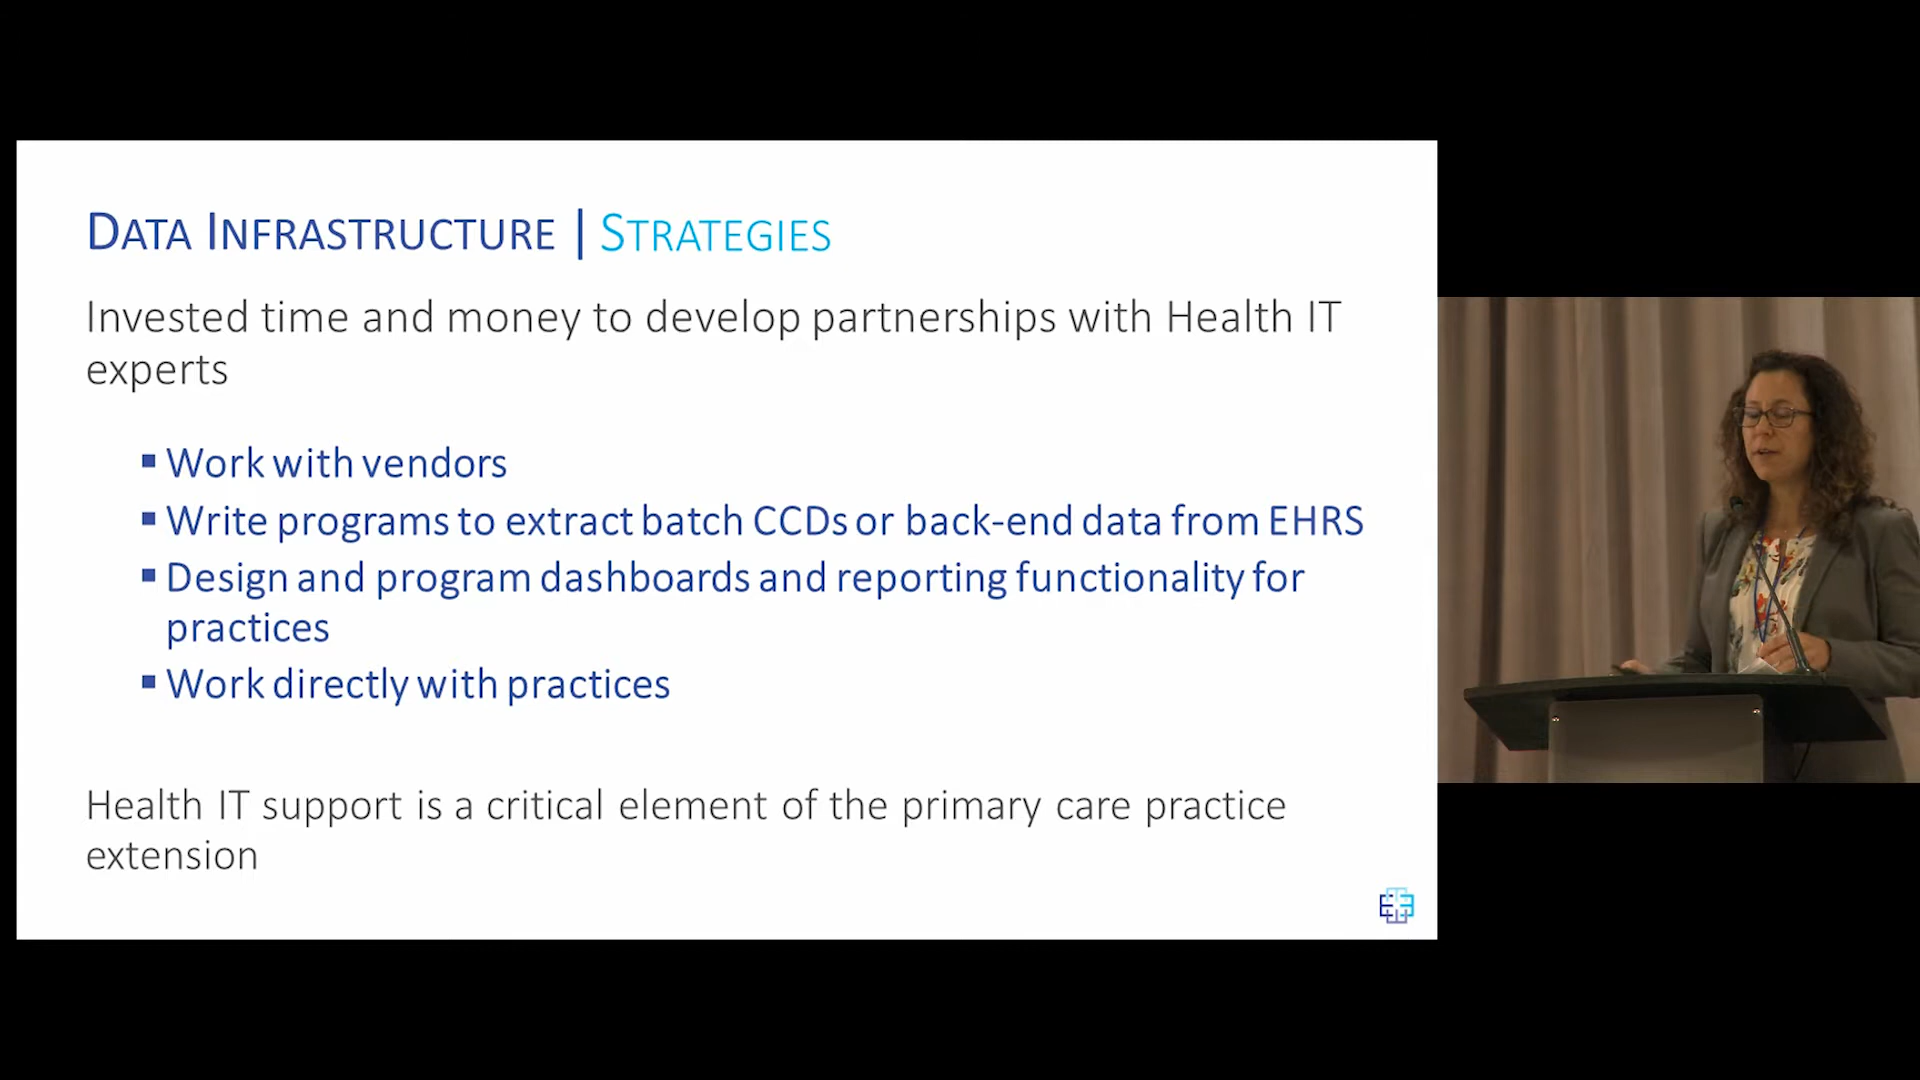 DATA INFRASTRUCTURE | STRATEGIES
Invested time and money to develop partnerships with Health IT
experts
▪ Work with vendors
▪ Write programs to extract batch CCDs or back-end data from EHRS
▪ Design and program dashboards and reporting functionality for
practices
▪ Work directly with practices
Health IT support is a critical element of the primary care practice
extension